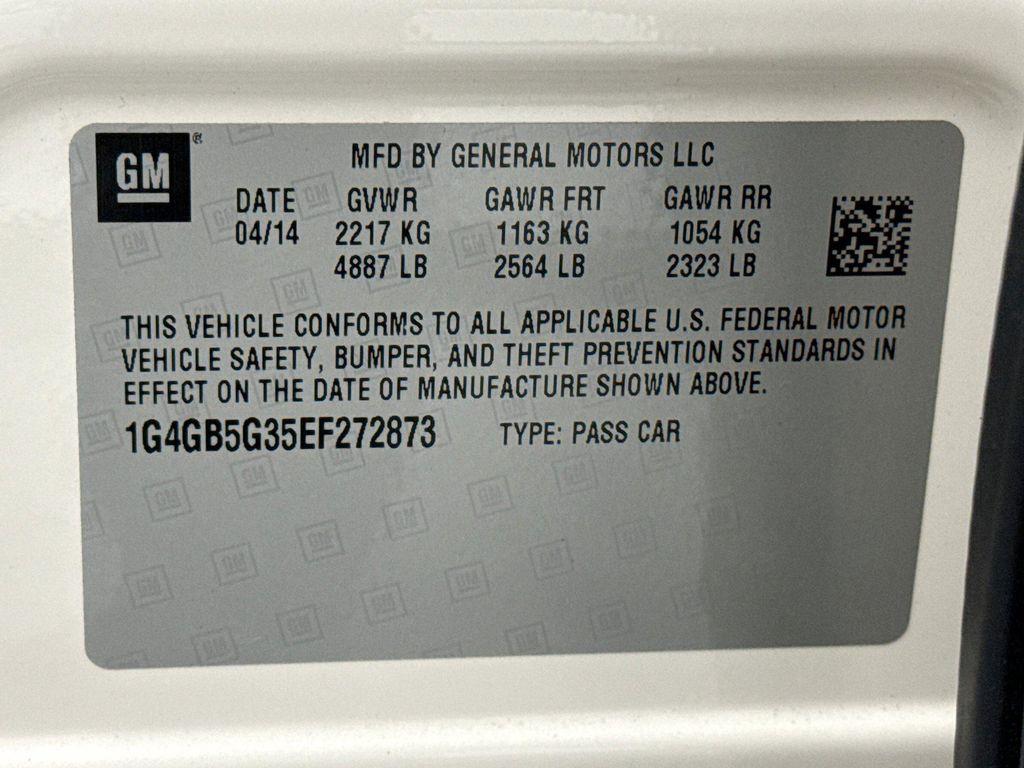 GM®
MFD BY GENERAL MOTORS LLC
DATE GVWR GAWR FRT GAWR RR
04/14 2217 KG 1163 KG 1054 KG
4887 LB 2564 LB 2323 LB
THIS VEHICLE CONFORMS TO ALL APPLICABLE U.S. FEDERAL MOTOR
VEHICLE SAFETY, BUMPER, AND THEFT PREVENTION STANDARDS IN
EFFECT ON THE DATE OF MANUFACTURE SHOWN ABOVE.
1G4GB5G35EF272873 TYPE: PASS CAR